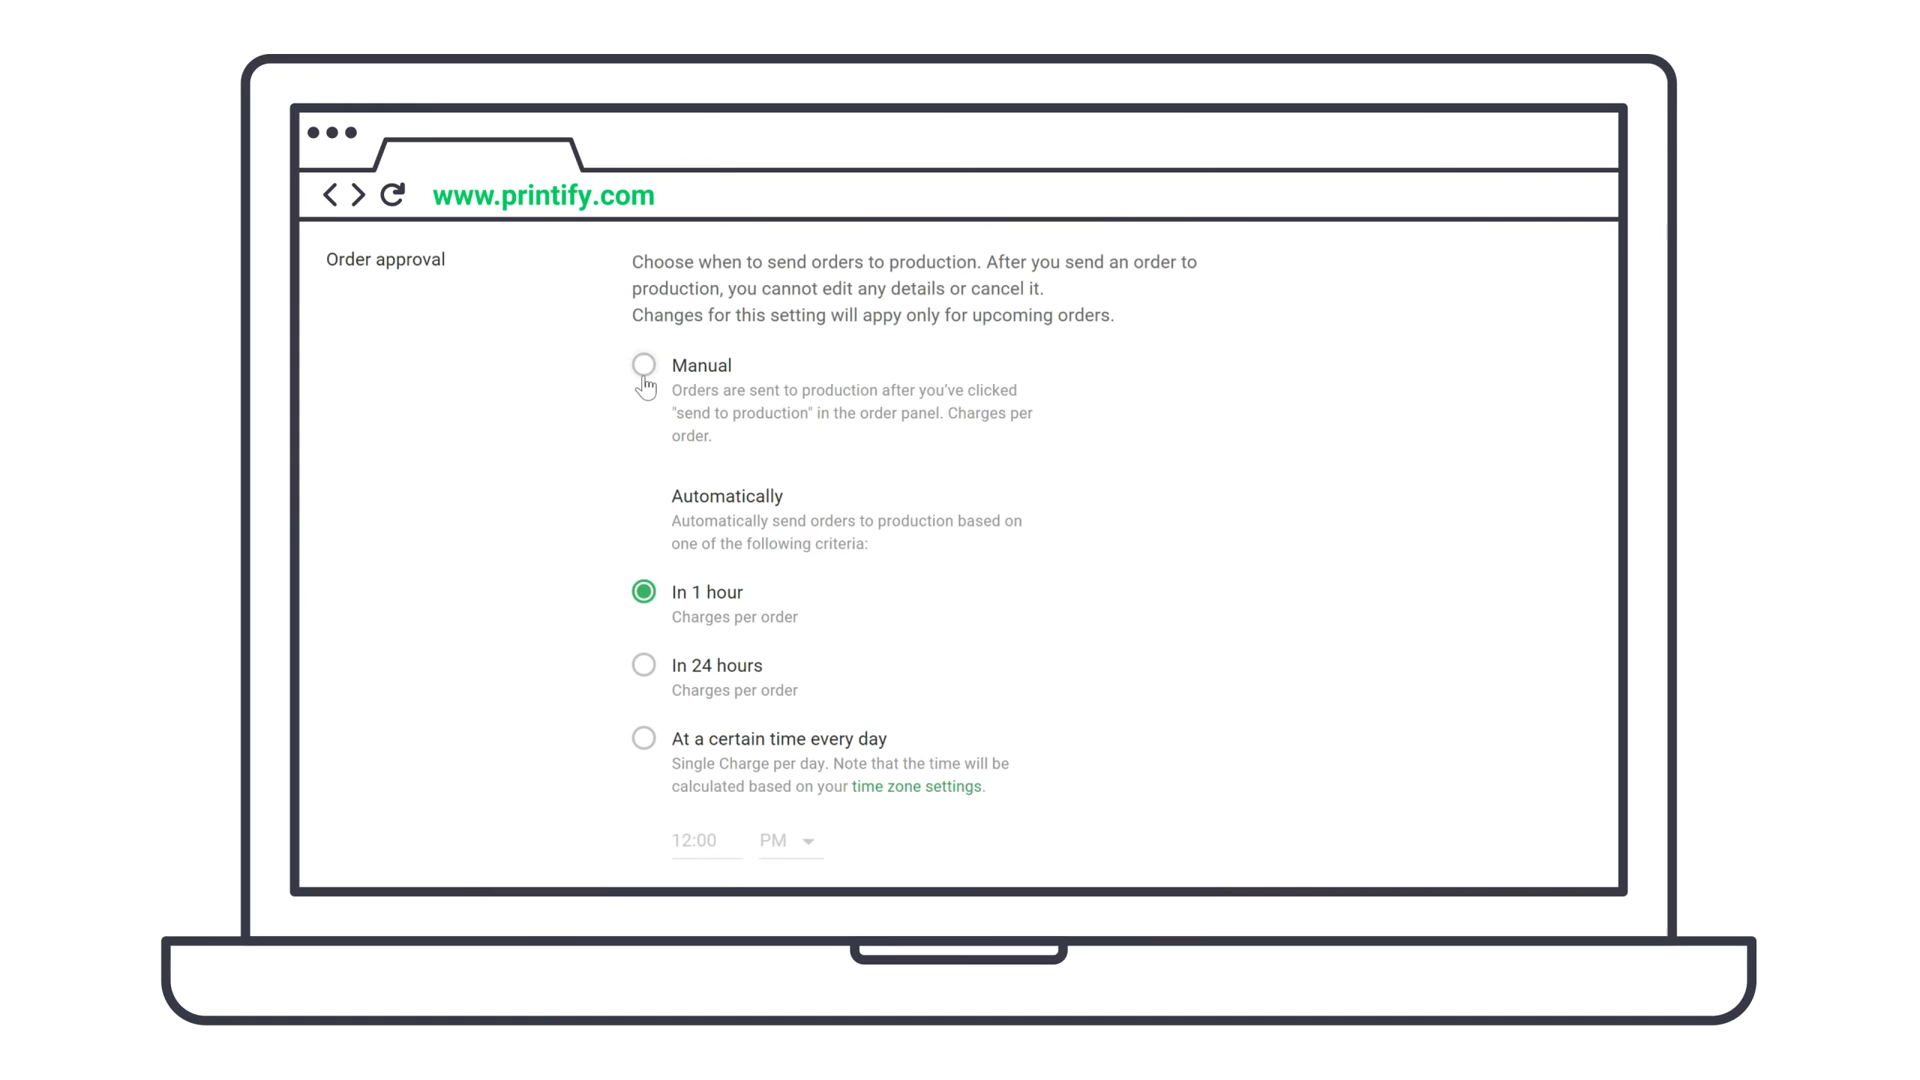 www.printify.com
Order approval
Choose when to send orders to production. After you send an order to
production, you cannot edit any details or cancel it.
Changes for this setting will appy only for upcoming orders.
Manual
Orders are sent to production after you've clicked
"send to production" in the order panel. Charges per
order.
Automatically
Automatically send orders to production based on
one of the following criteria:
In 1 hour
Charges per order
In 24 hours
Charges per order
At a certain time every day
Single Charge per day. Note that the time will be
calculated based on your time zone settings.
12:00 PM